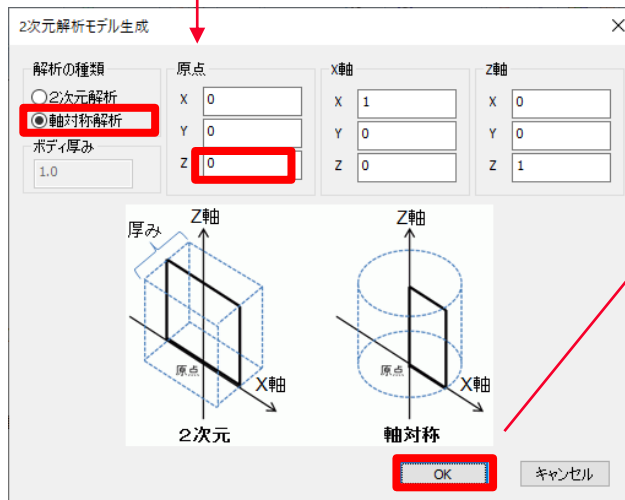 2次元解析モデル生成
解析の種類
○2次元解析
◉軸対称解析
ボディ厚み
1.0
原点
X 0
Y 0
Z 0
X軸
X 1
Y 0
Z 0
Z軸
X 0
Y 0
Z 1
厚み
Z軸
原点
X軸
2次元
Z軸
原点
X軸
軸対称
OK
キャンセル